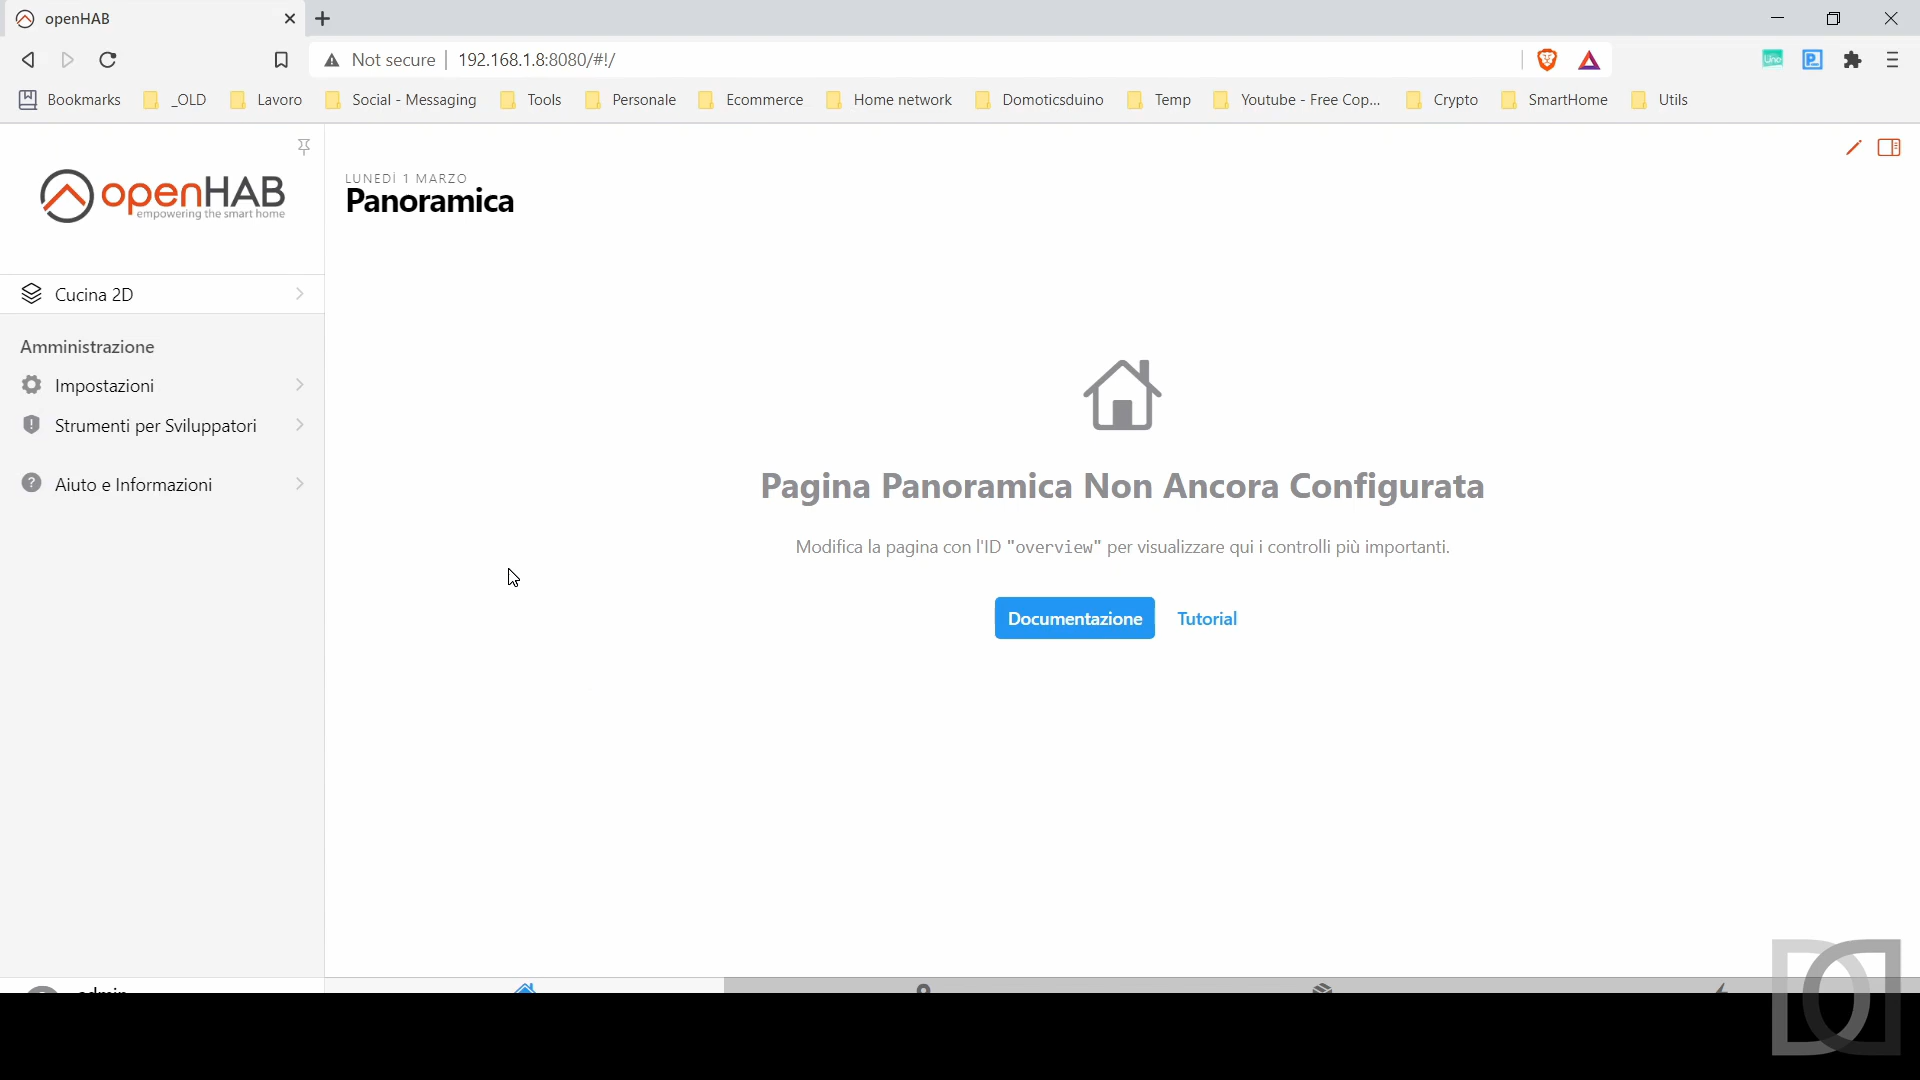 openHAB
Not secure
192.168.1.8:8080/#!/
Bookmarks
_OLD
Lavoro
Social - Messaging
Tools
Personale
Ecommerce
Home network
Domoticsduino
Temp
Youtube - Free Cop...
Crypto
SmartHome
Utils
openHAB
empowering the smart home
LUNEDÌ 1 MARZO
Panoramica
Cucina 2D
Amministrazione
Impostazioni
Strumenti per Sviluppatori
Aiuto e Informazioni
Pagina Panoramica Non Ancora Configurata
Modifica la pagina con l'ID "overview" per visualizzare qui i controlli più importanti.
Documentazione
Tutorial
admin